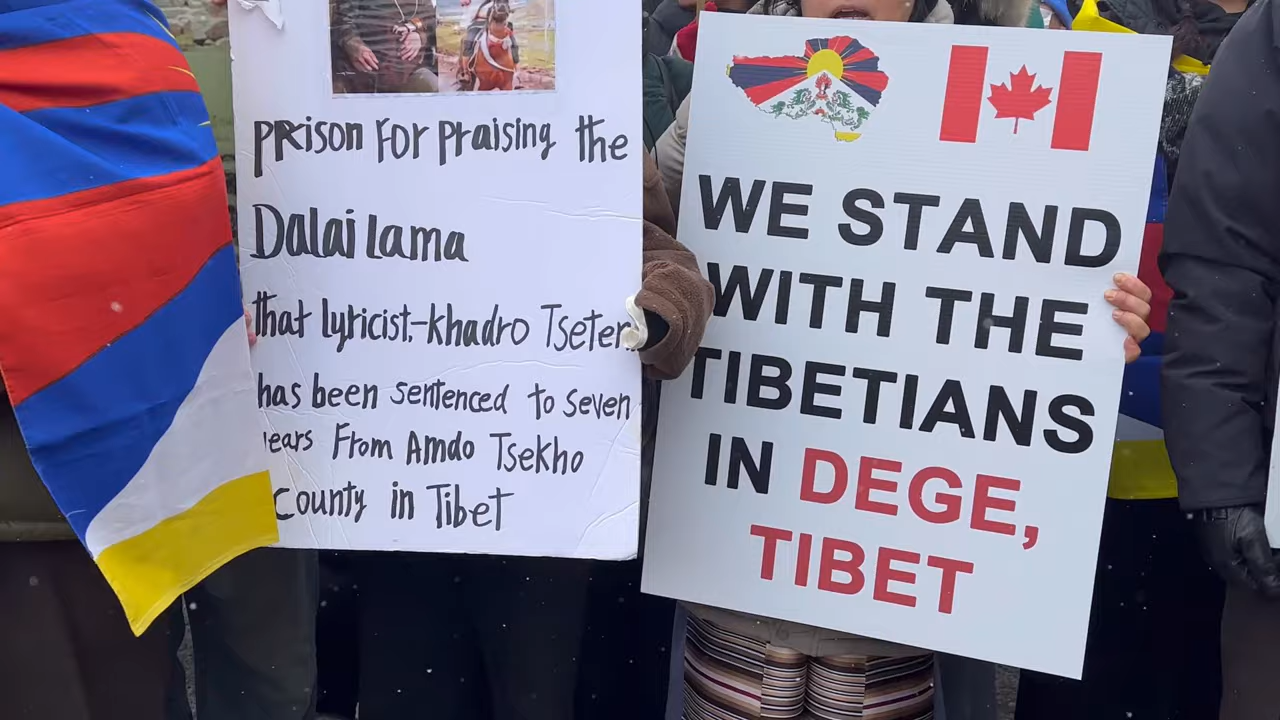 PRison FoR Praising the
Dalai lama
that lyricist-khadro Tseten
has been sentenced to seven
ears From Amdo Tsekho
County in Tibet
WE STAND
WITH THE
TIBETIANS
IN DEGE,
TIBET